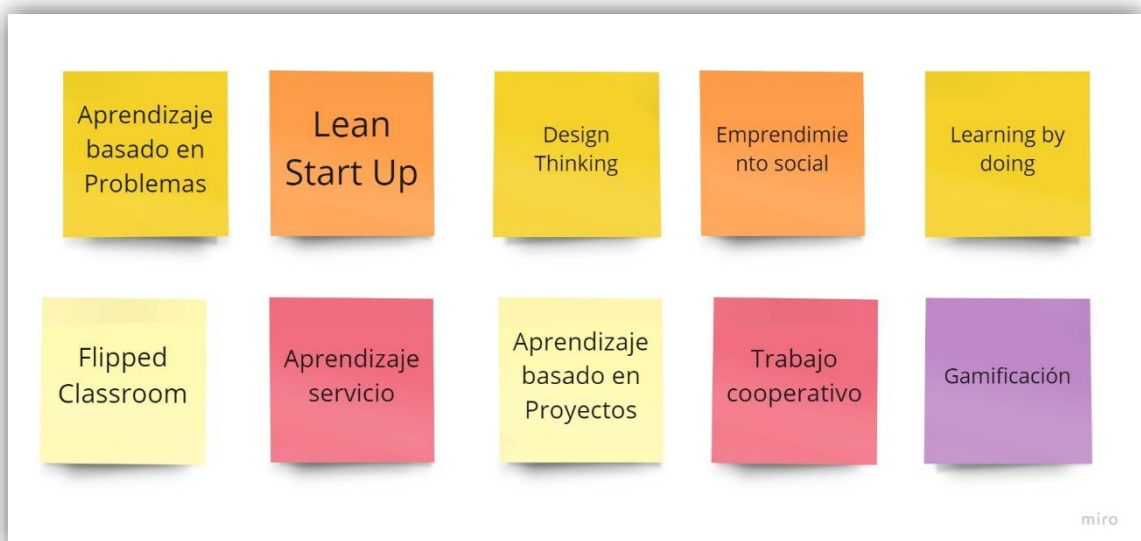 Aprendizaje
basado en
Problemas
Lean
Start Up
Design
Thinking
Emprendimie
nto social
Learning by
doing
Flipped
Classroom
Aprendizaje
servicio
Aprendizaje
basado en
Proyectos
Trabajo
cooperativo
Gamificación
miro